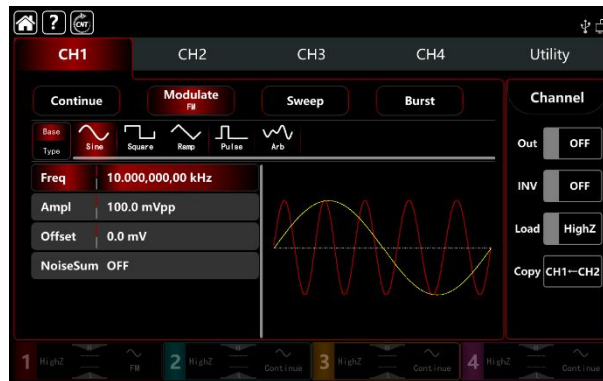 ? CNT
CH1 CH2 CH3 CH4 Utility
Continue Modulate Sweep Burst Channel
FM
Base
Type Sine Square Ramp Pulse Arb
Out OFF
Freq 10.000,000,00 kHz
INV OFF
Ampl 100.0 mVpp
Load HighZ
Offset 0.0 mV
NoiseSum OFF
Copy CH1←CH2
1 HighZ FM 2 HighZ Continue 3 HighZ Continue 4 HighZ Continue